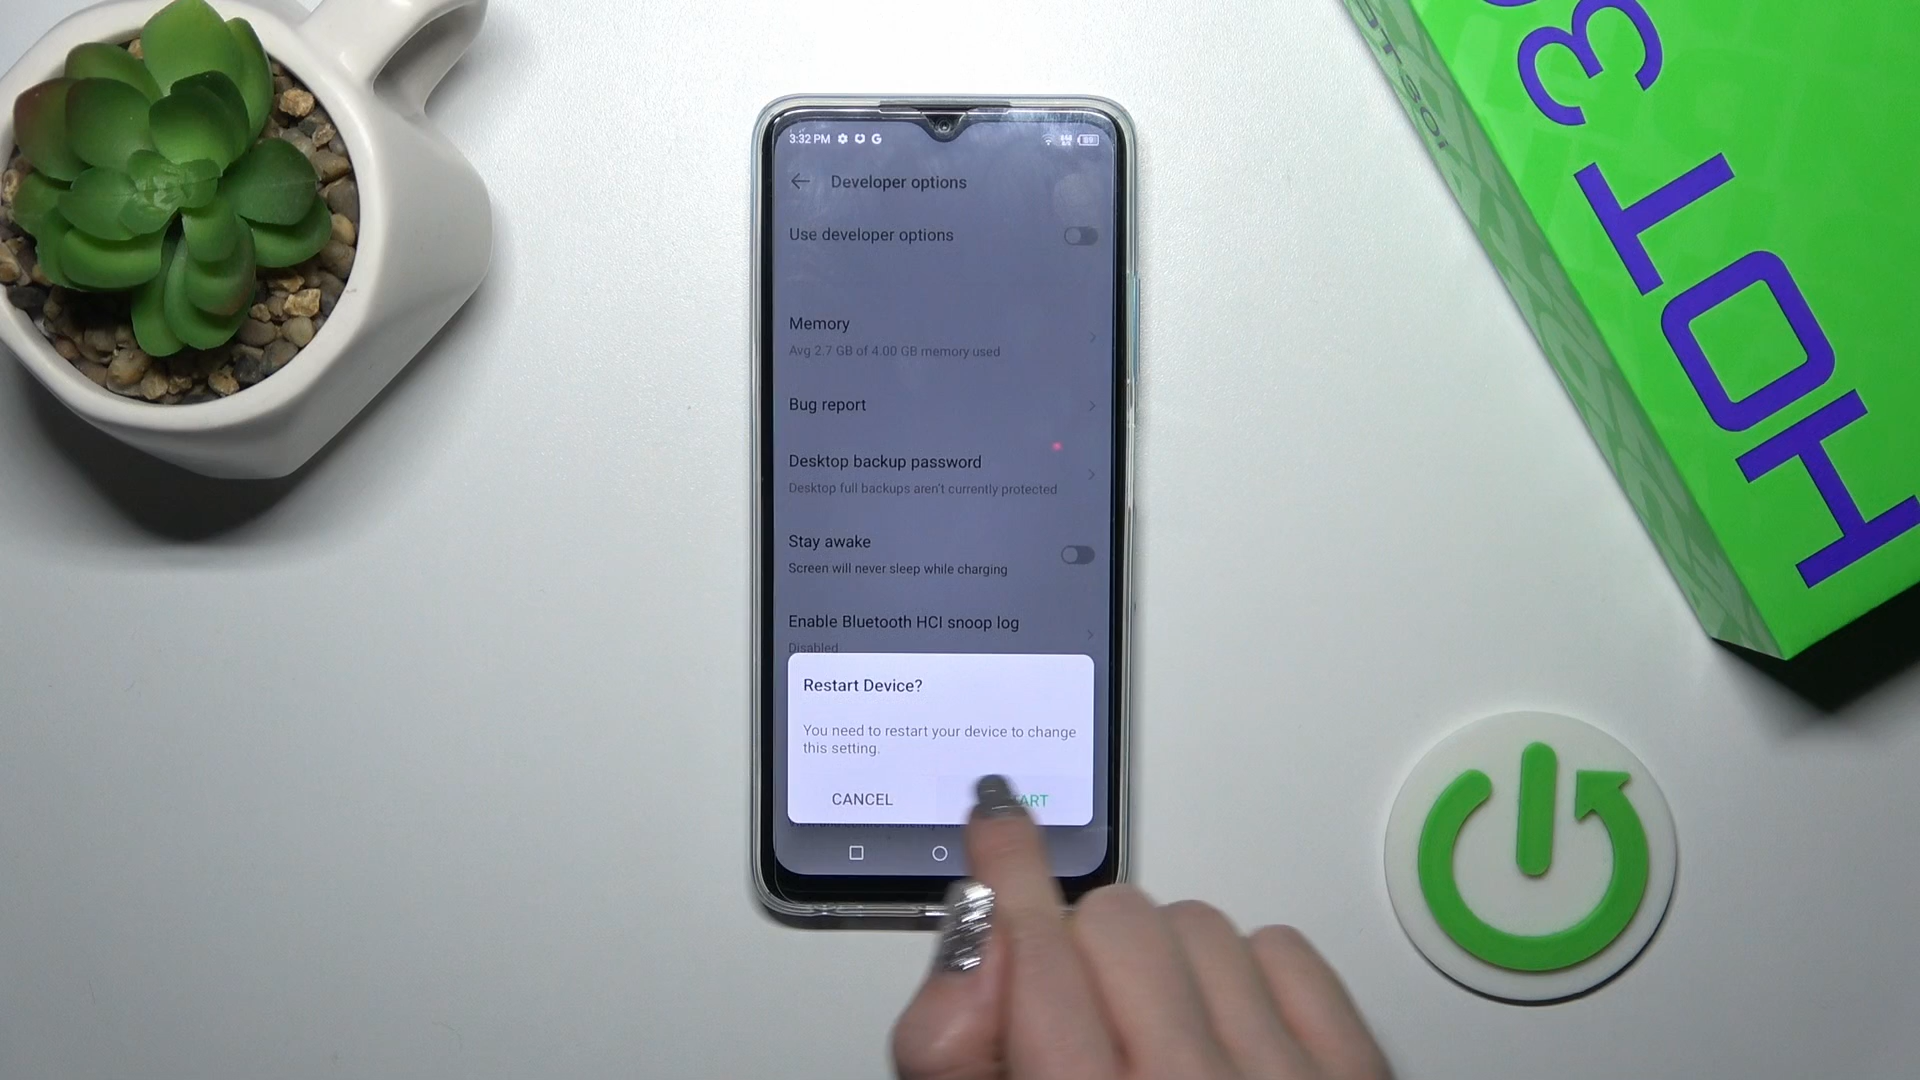 3:32 PM
Developer options
Use developer options
Memory
Avg 2.7 GB of 4.00 GB memory used
Bug report
Desktop backup password
Desktop full backups aren't currently protected
Stay awake
Screen will never sleep while charging
Enable Bluetooth HCI snoop log
Disabled
Restart Device?
You need to restart your device to change
this setting.
CANCEL
HOT 3
HOT 30i